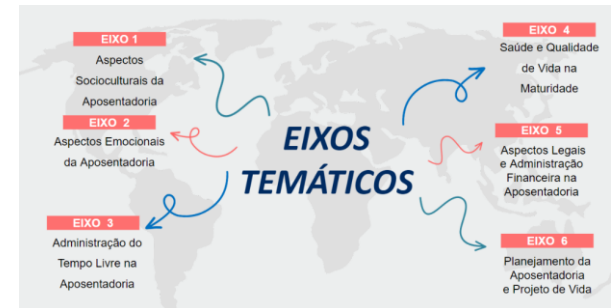 EIXO 1
Aspectos
Socioculturais da
Aposentadoria
EIXO 2
Aspectos Emocionais
da Aposentadoria
EIXO 3
Administração do
Tempo Livre na
Aposentadoria
EIXOS
TEMÁTICOS
EIXO 4
Saúde e Qualidade
de Vida na
Maturidade
EIXO 5
Aspectos Legais
e Administração
Financeira na
Aposentadoria
EIXO 6
Planejamento da
Aposentadoria
e Projeto de Vida